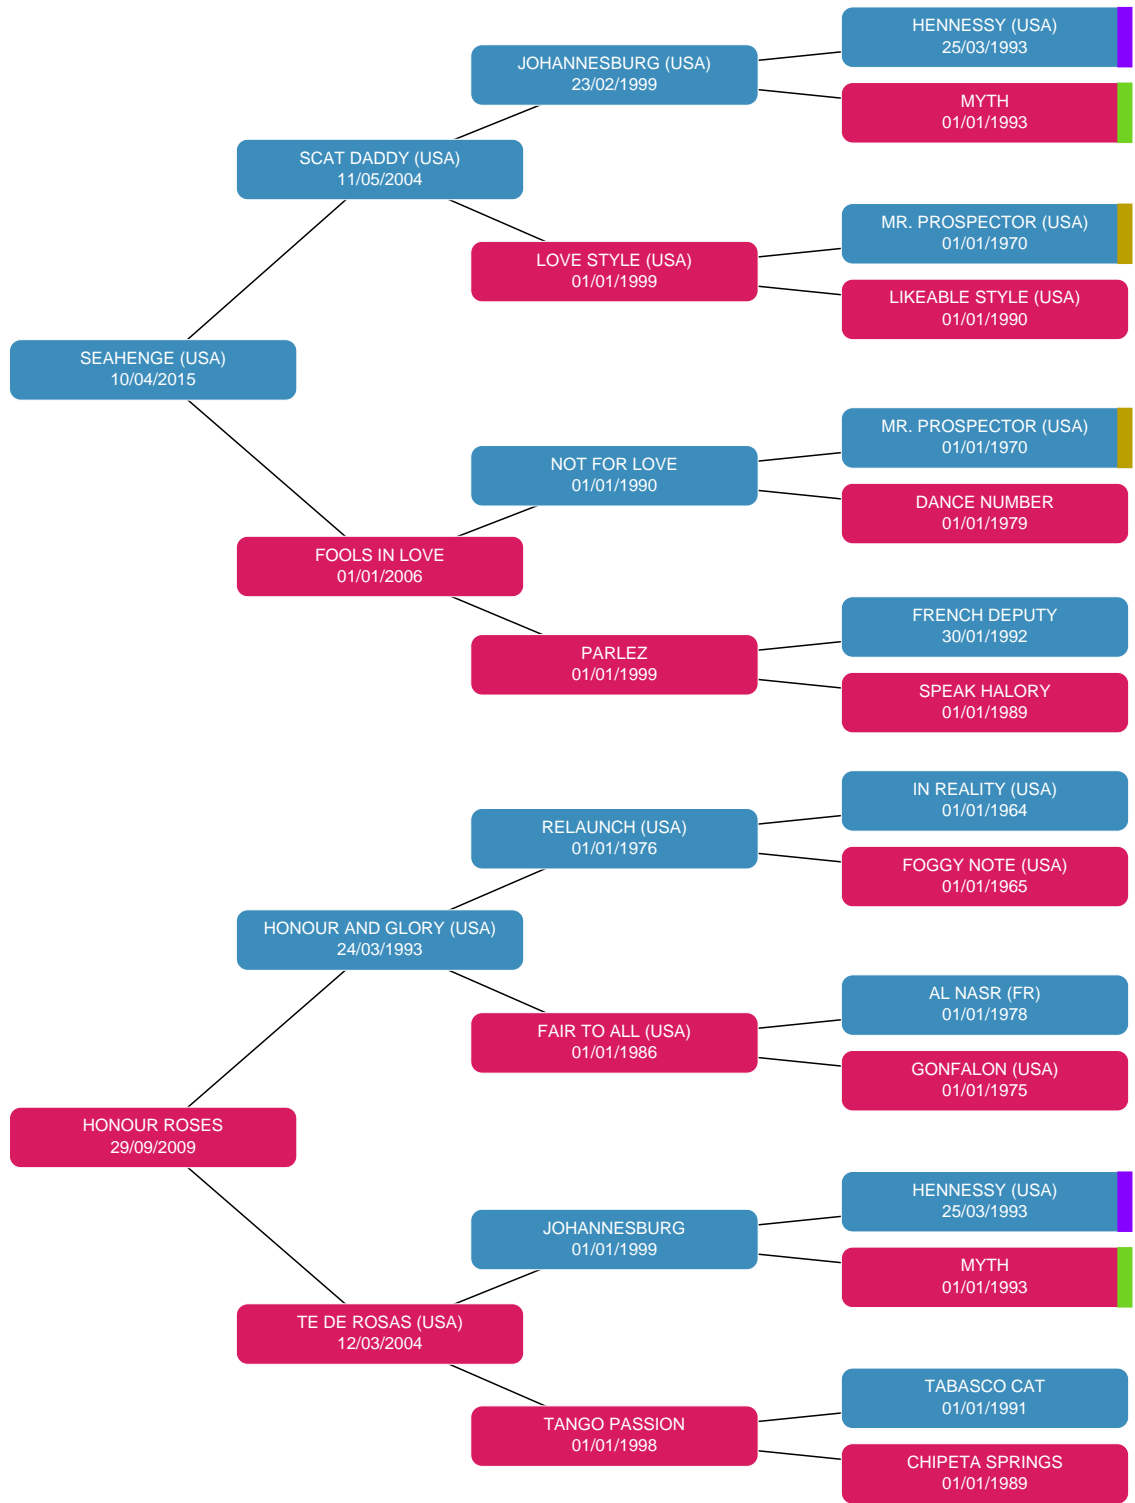 HENNESSY (USA)
25/03/1993
JOHANNESBURG (USA)
23/02/1999
MYTH
01/01/1993
SCAT DADDY (USA)
11/05/2004
MR. PROSPECTOR (USA)
01/01/1970
LOVE STYLE (USA)
01/01/1999
LIKEABLE STYLE (USA)
01/01/1990
SEAHENGE (USA)
10/04/2015
MR. PROSPECTOR (USA)
01/01/1970
NOT FOR LOVE
01/01/1990
DANCE NUMBER
01/01/1979
FOOLS IN LOVE
01/01/2006
FRENCH DEPUTY
30/01/1992
PARLEZ
01/01/1999
SPEAK HALORY
01/01/1989
IN REALITY (USA)
01/01/1964
RELAUNCH (USA)
01/01/1976
FOGGY NOTE (USA)
01/01/1965
HONOUR AND GLORY (USA)
24/03/1993
AL NASR (FR)
01/01/1978
FAIR TO ALL (USA)
01/01/1986
GONFALON (USA)
01/01/1975
HONOUR ROSES
29/09/2009
HENNESSY (USA)
25/03/1993
JOHANNESBURG
01/01/1999
MYTH
01/01/1993
TE DE ROSAS (USA)
12/03/2004
TABASCO CAT
01/01/1991
TANGO PASSION
01/01/1998
CHIPETA SPRINGS
01/01/1989